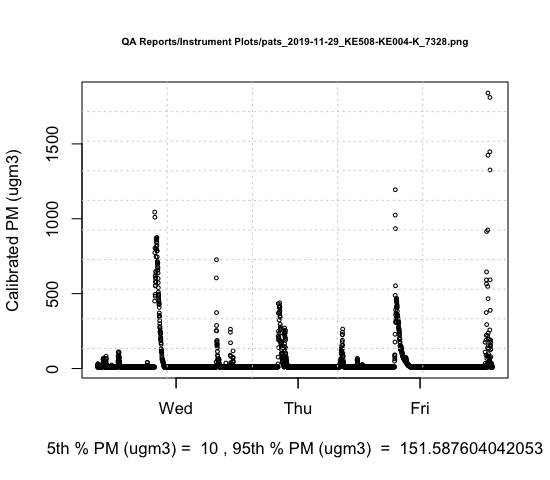 QA Reports/Instrument Plots/pats_2019-11-29_KE508-KE004-K_7328.png
Calibrated PM (ugm3)
1500
1000
500
0
Wed Thu Fri
5th % PM (ugm3) = 10 , 95th % PM (ugm3) = 151.587604042053